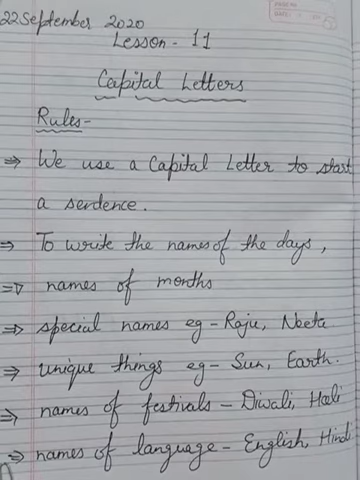 22 September 2020
Lesson - 11
Capital Letters
Rules-
⇒ We use a Capital Letter to start
a sentence.
⇒ To write the names of the days,
⇒ names of months
⇒ special names eg - Raju, Neeta
⇒ unique things eg - Sun, Earth.
⇒ names of festivals - Diwali, Holi
⇒ names of language - English, Hindi